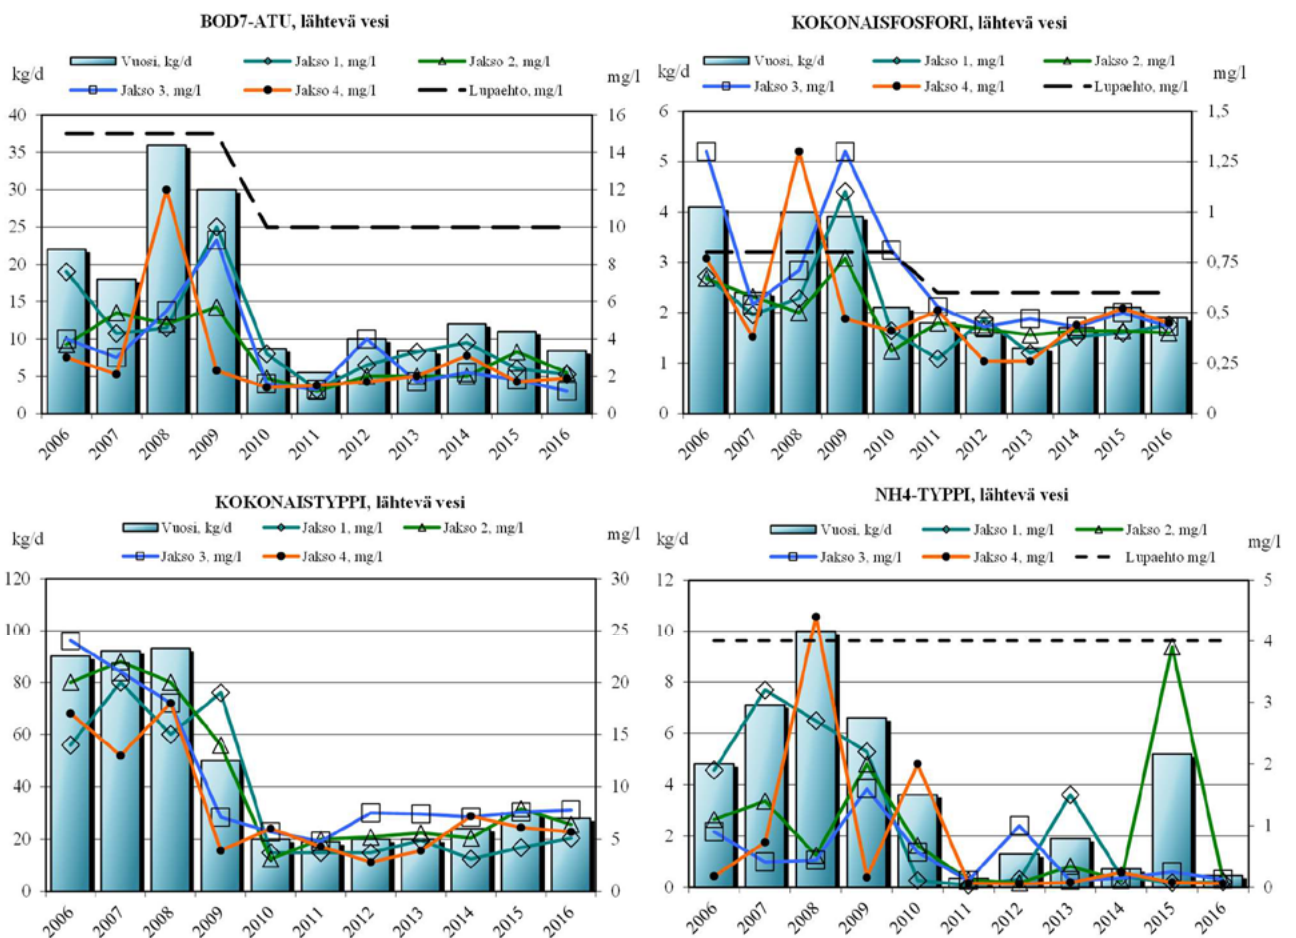 BOD7-ATU, lähtevä vesi
kg/d
mg/l
Vuosi, kg/d
Jakso 1, mg/l
Jakso 2, mg/l
Jakso 3, mg/l
Jakso 4, mg/l
Lupaehto, mg/l
40
35
30
25
20
15
10
5
0
16
14
12
10
8
6
4
2
0
2006 2007 2008 2009 2010 2011 2012 2013 2014 2015 2016
KOKONAISFOSFORI, lähtevä vesi
kg/d
mg/l
Vuosi, kg/d
Jakso 1, mg/l
Jakso 2, mg/l
Jakso 3, mg/l
Jakso 4, mg/l
Lupaehto, mg/l
6
5
4
3
2
1
0
1,5
1,25
1
0,75
0,5
0,25
0
2006 2007 2008 2009 2010 2011 2012 2013 2014 2015 2016
KOKONAISTYPPI, lähtevä vesi
kg/d
mg/l
Vuosi, kg/d
Jakso 1, mg/l
Jakso 2, mg/l
Jakso 3, mg/l
Jakso 4, mg/l
120
100
80
60
40
20
0
30
25
20
15
10
5
0
2006 2007 2008 2009 2010 2011 2012 2013 2014 2015 2016
NH4-TYPPI, lähtevä vesi
kg/d
mg/l
Vuosi, kg/d
Jakso 1, mg/l
Jakso 2, mg/l
Jakso 3, mg/l
Jakso 4, mg/l
Lupaehto mg/l
12
10
8
6
4
2
0
5
4
3
2
1
0
2006 2007 2008 2009 2010 2011 2012 2013 2014 2015 2016